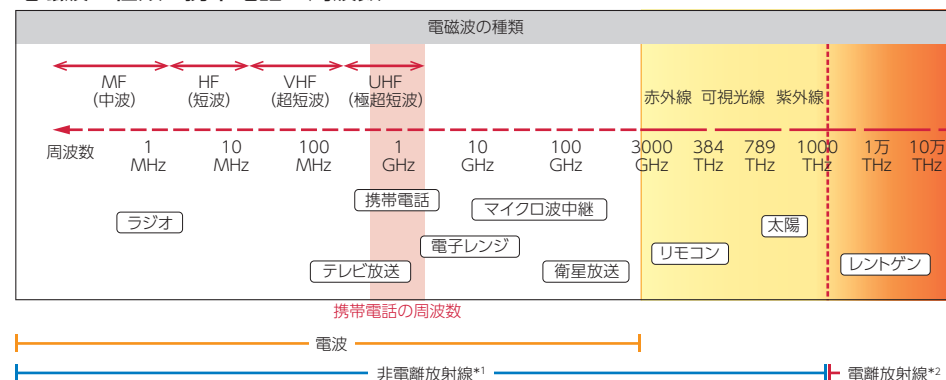 電磁波の種類
MF HF VHF UHF
(中波) (短波) (超短波) (極超短波)
赤外線 可視光線 紫外線
周波数 1 MHz 10 MHz 100 MHz 1 GHz 10 GHz 100 GHz 3000 GHz 384 THz 789 THz 1000 THz 1万 THz 10万 THz
携帯電話 マイクロ波中継
ラジオ 太陽
電子レンジ リモコン
テレビ放送 衛星放送 レントゲン
携帯電話の周波数
電波
非電離放射線*1 電離放射線*2